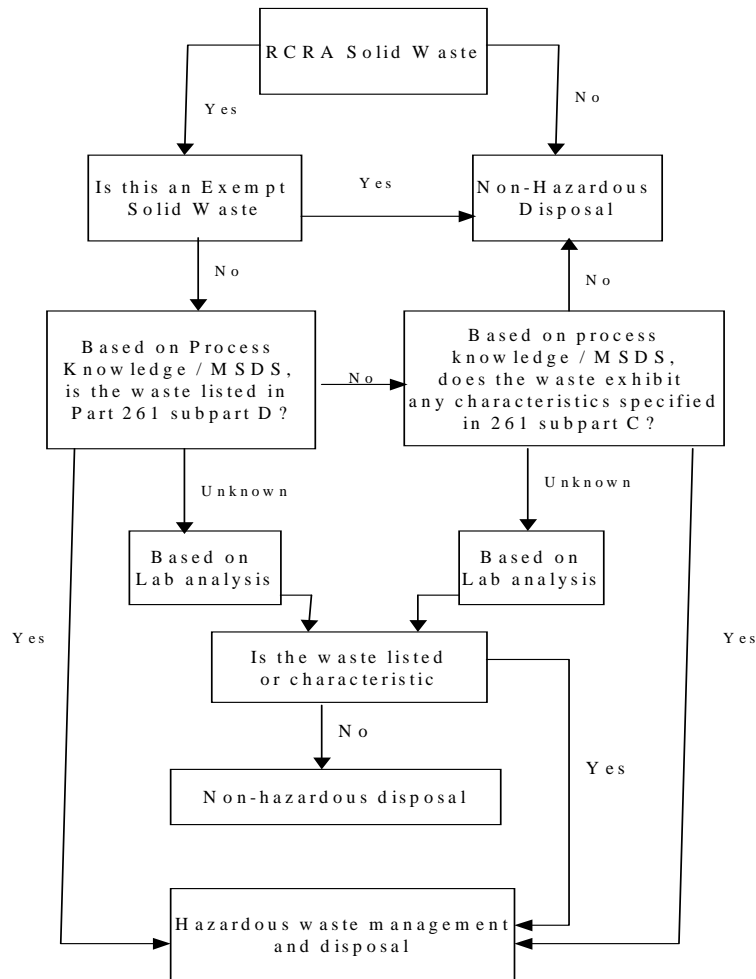 RCRA Solid Waste
Yes
No
Is this an Exempt
Solid Waste
Yes
Non-Hazardous
Disposal
No
No
Based on Process
Knowledge / MSDS,
is the waste listed in
Part 261 subpart D?
No
Based on process
knowledge / MSDS,
does the waste exhibit
any characteristics specified
in 261 subpart C?
Unknown
Unknown
Based on
Lab analysis
Based on
Lab analysis
Yes
Yes
Is the waste listed
or characteristic
No
Yes
Non-hazardous disposal
Hazardous waste management
and disposal